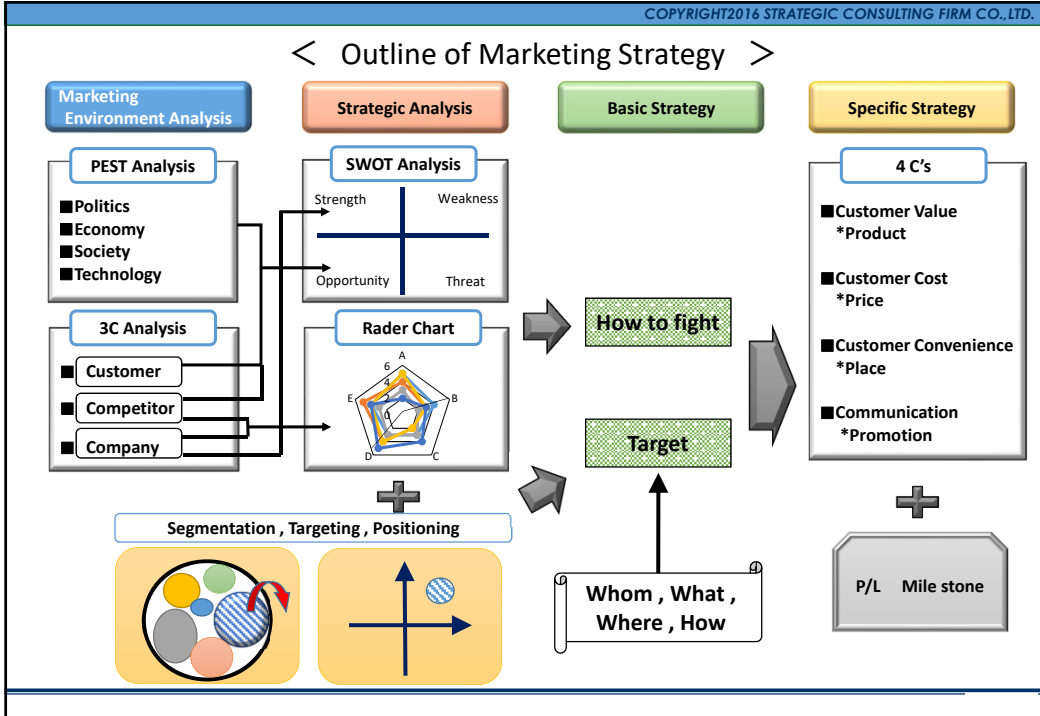 COPYRIGHT2016 STRATEGIC CONSULTING FIRM CO.,LTD.
＜ Outline of Marketing Strategy ＞
Marketing
Environment Analysis
Strategic Analysis
Basic Strategy
Specific Strategy
PEST Analysis
■Politics
■Economy
■Society
■Technology
3C Analysis
■ Customer
■ Competitor
■ Company
SWOT Analysis
Strength Weakness
Opportunity Threat
Rader Chart
A
B
C
D
E
6
4
2
0
Segmentation , Targeting , Positioning
How to fight
Target
Whom , What ,
Where , How
4 C’s
■Customer Value
*Product
■Customer Cost
*Price
■Customer Convenience
*Place
■Communication
*Promotion
P/L Mile stone